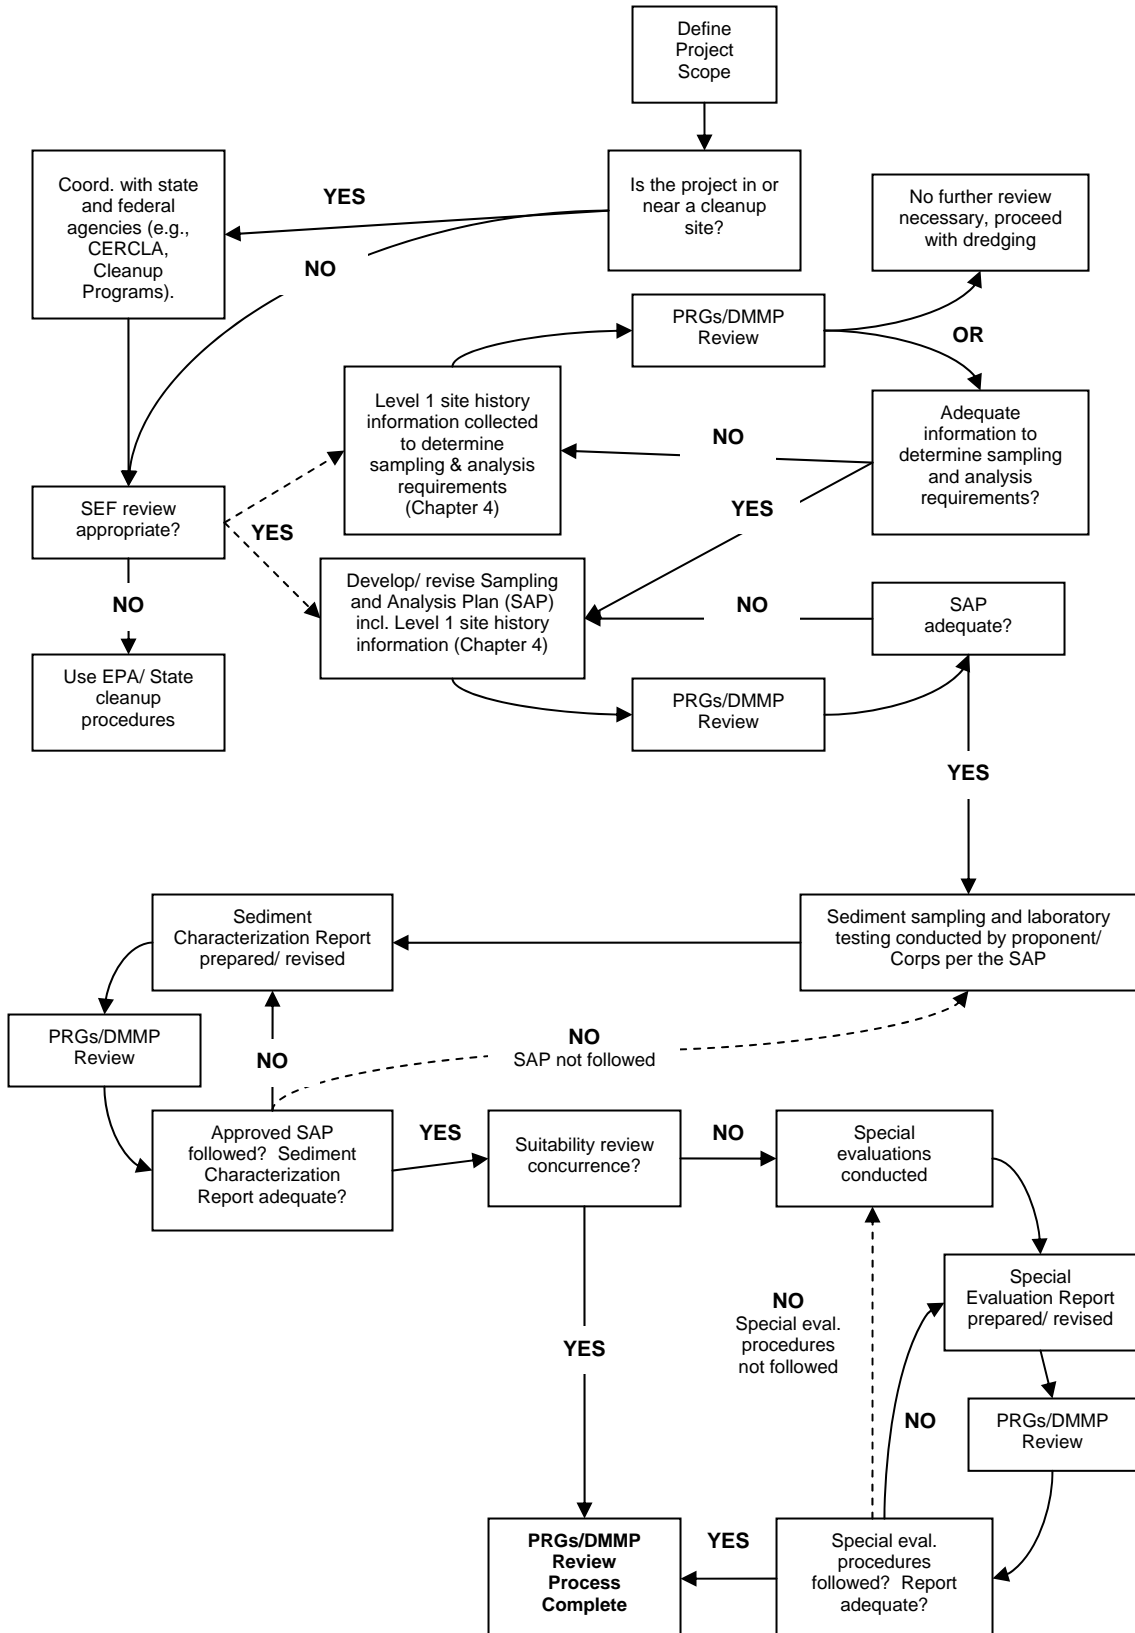 Define
Project
Scope
Coord. with state
and federal
agencies (e.g.,
CERCLA,
Cleanup
Programs).
YES
Is the project in or
near a cleanup
site?
No further review
necessary, proceed
with dredging
NO
PRGs/DMMP
Review
OR
Level 1 site history
information collected
to determine
sampling & analysis
requirements
(Chapter 4)
NO
Adequate
information to
determine sampling
and analysis
requirements?
SEF review
appropriate?
YES
YES
NO
Develop/ revise Sampling
and Analysis Plan (SAP)
incl. Level 1 site history
information (Chapter 4)
NO
SAP
adequate?
Use EPA/ State
cleanup
procedures
PRGs/DMMP
Review
YES
Sediment
Characterization Report
prepared/ revised
Sediment sampling and laboratory
testing conducted by proponent/
Corps per the SAP
PRGs/DMMP
Review
NO
NO
SAP not followed
Approved SAP
followed?  Sediment
Characterization
Report adequate?
YES
Suitability review
concurrence?
NO
Special
evaluations
conducted
Special
Evaluation Report
prepared/ revised
NO
Special eval.
procedures
not followed
YES
NO
PRGs/DMMP
Review
PRGs/DMMP
Review
Process
Complete
YES
Special eval.
procedures
followed?  Report
adequate?